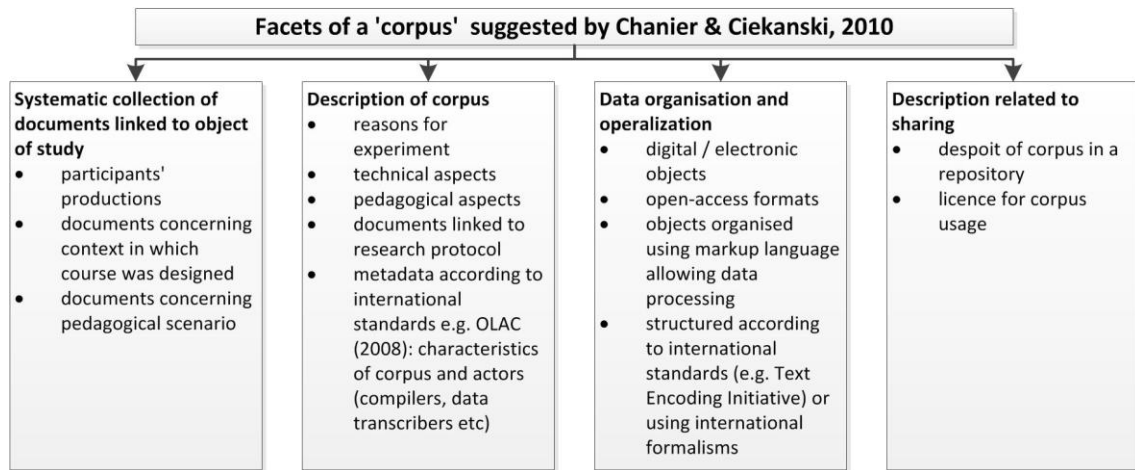 Facets of a 'corpus' suggested by Chanier & Ciekanski, 2010
Systematic collection of
documents linked to object
of study
• participants'
productions
• documents concerning
context in which
course was designed
• documents concerning
pedagogical scenario
Description of corpus
• reasons for
experiment
• technical aspects
• pedagogical aspects
• documents linked to
research protocol
• metadata according to
international
standards e.g. OLAC
(2008): characteristics
of corpus and actors
(compilers, data
transcribers etc)
Data organisation and
operalization
• digital / electronic
objects
• open-access formats
• objects organised
using markup language
allowing data
processing
• structured according
to international
standards (e.g. Text
Encoding Initiative) or
using international
formalisms
Description related to
sharing
• despoit of corpus in a
repository
• licence for corpus
usage